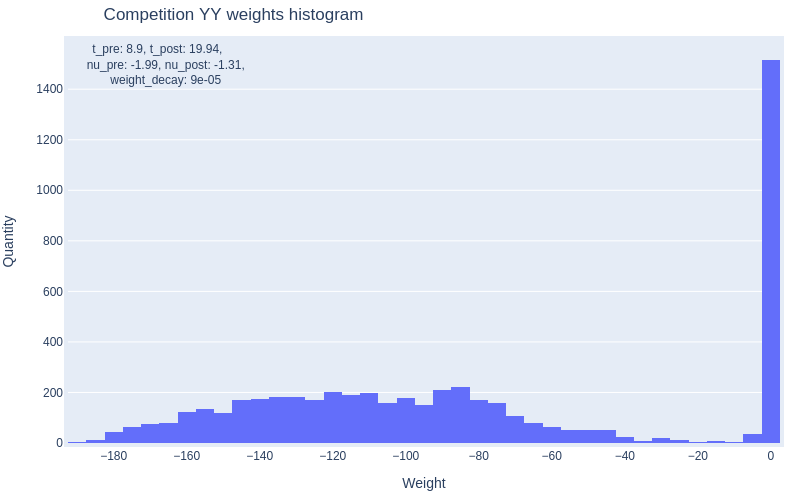 Competition YY weights histogram
t_pre: 8.9, t_post: 19.94,
nu_pre: -1.99, nu_post: -1.31,
weight_decay: 9e-05
1400
1200
1000
800
600
400
200
0
Quantity
−180 −160 −140 −120 −100 −80 −60 −40 −20 0
Weight